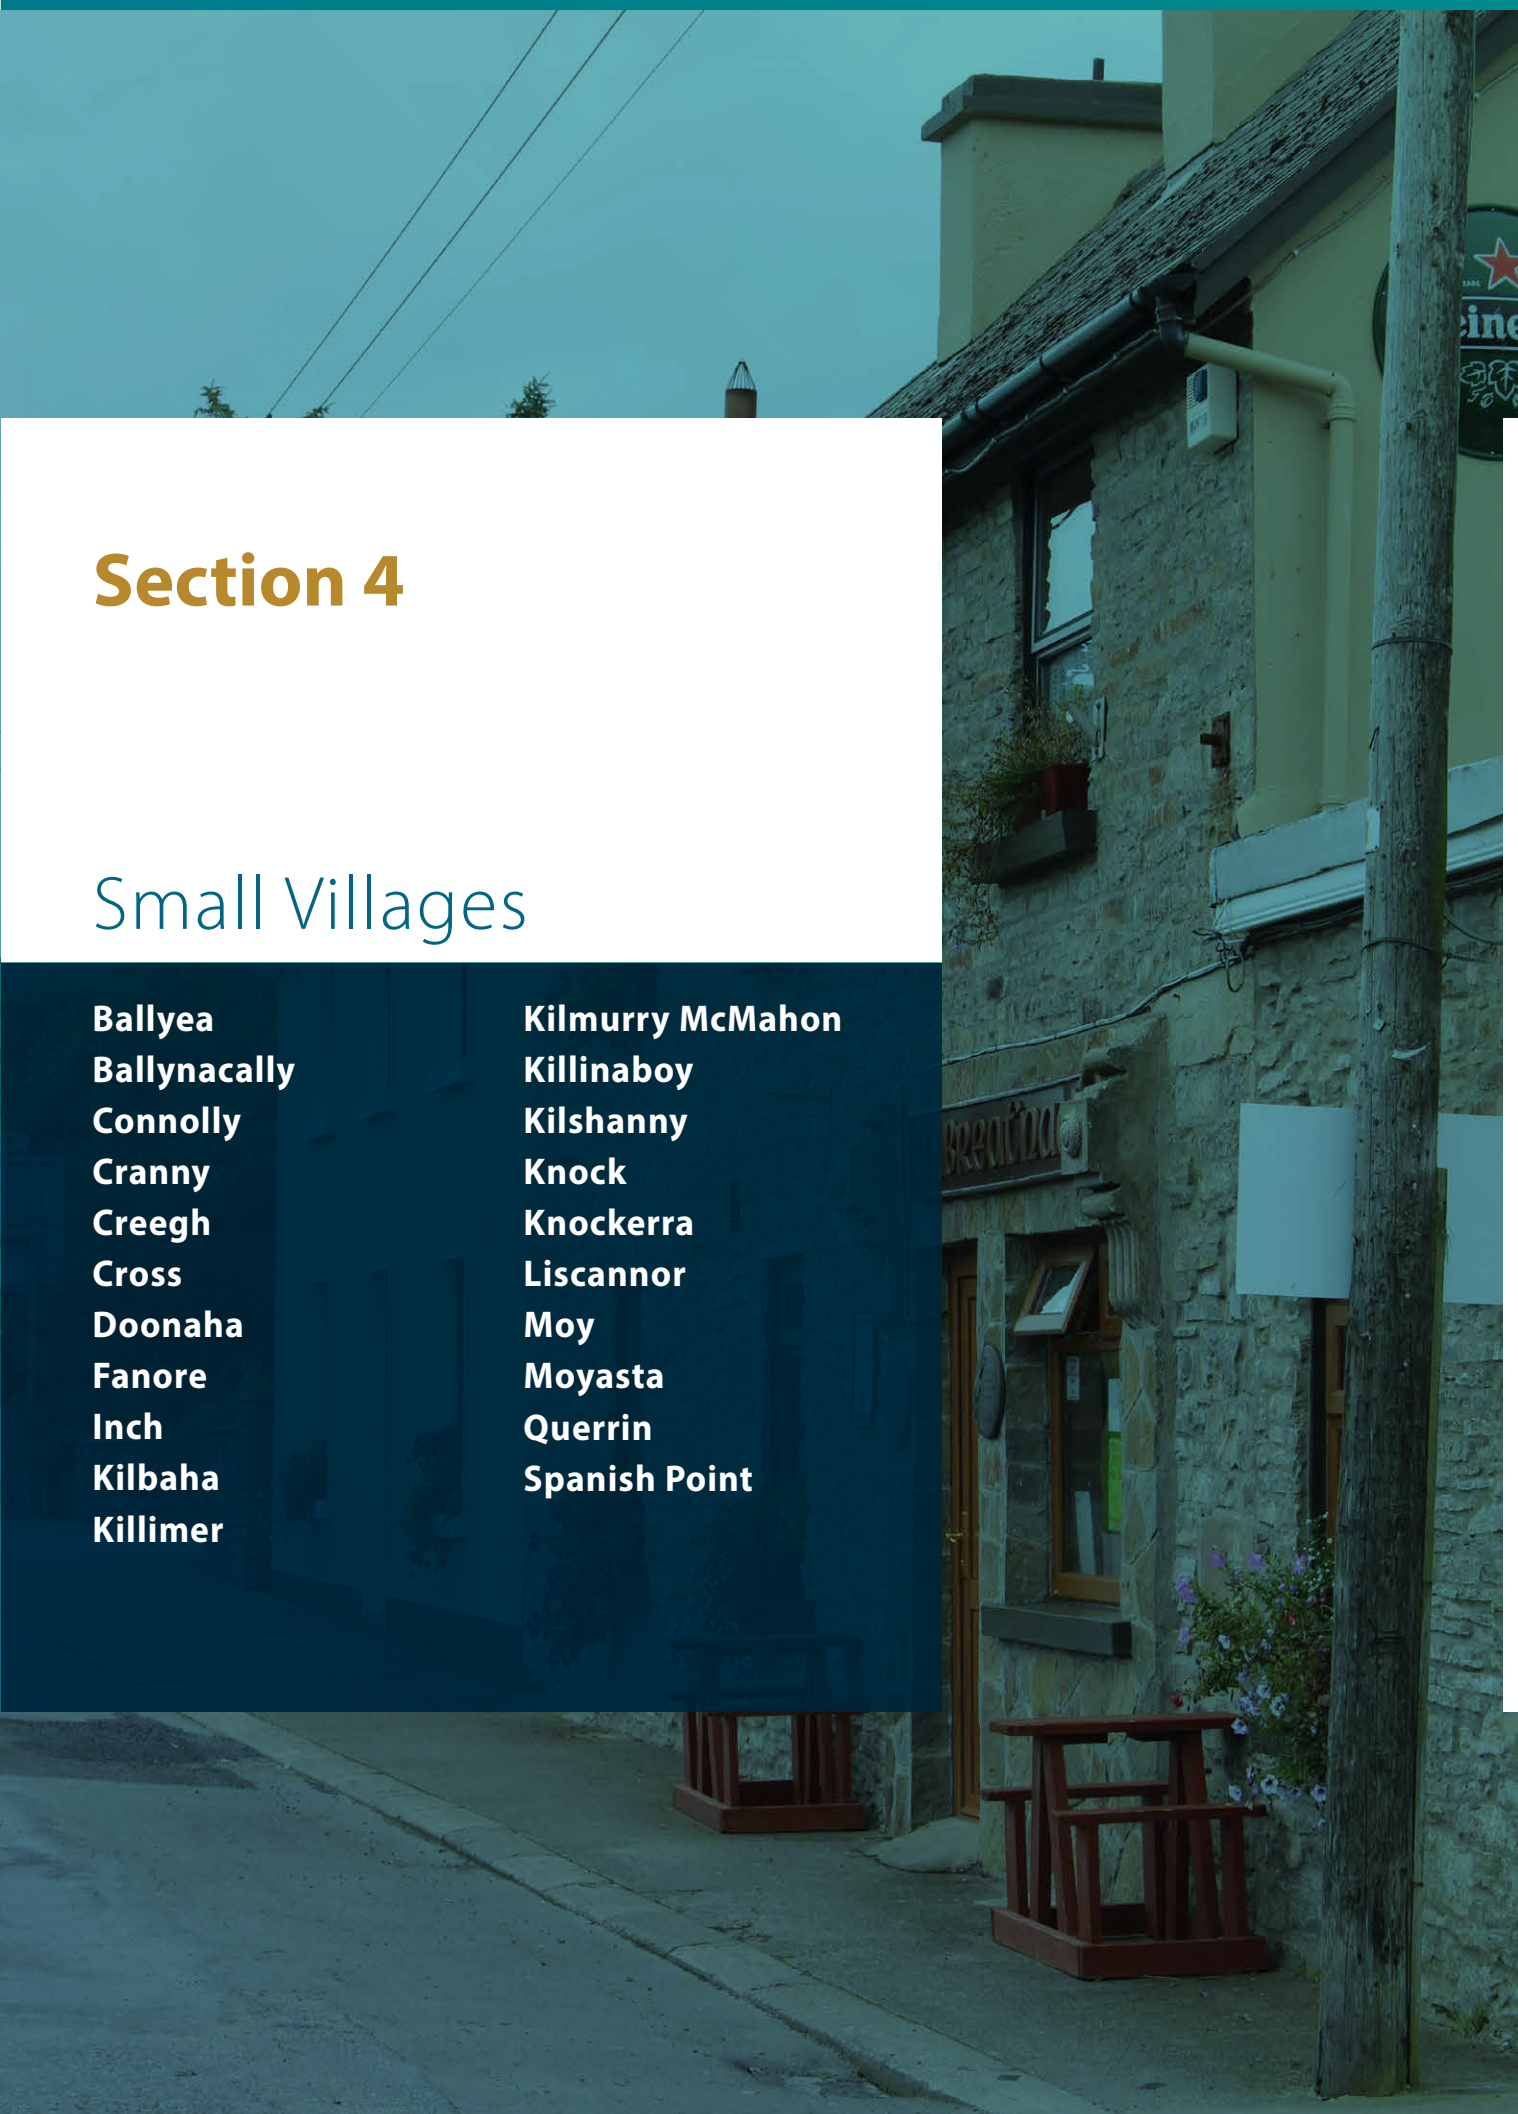 Section 4
Small Villages
Ballyea
Ballynacally
Connolly
Cranny
Creegh
Cross
Doonaha
Fanore
Inch
Kilbaha
Killimer
Kilmurry McMahon
Killinaboy
Kilshanny
Knock
Knockerra
Liscannor
Moy
Moyasta
Querrin
Spanish Point